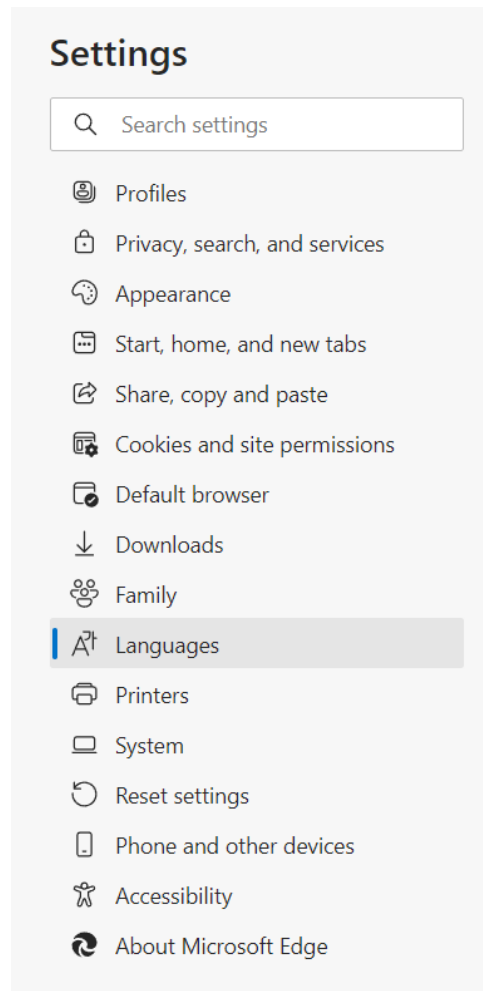 Settings
Search settings
Profiles
Privacy, search, and services
Appearance
Start, home, and new tabs
Share, copy and paste
Cookies and site permissions
Default browser
Downloads
Family
Languages
Printers
System
Reset settings
Phone and other devices
Accessibility
About Microsoft Edge